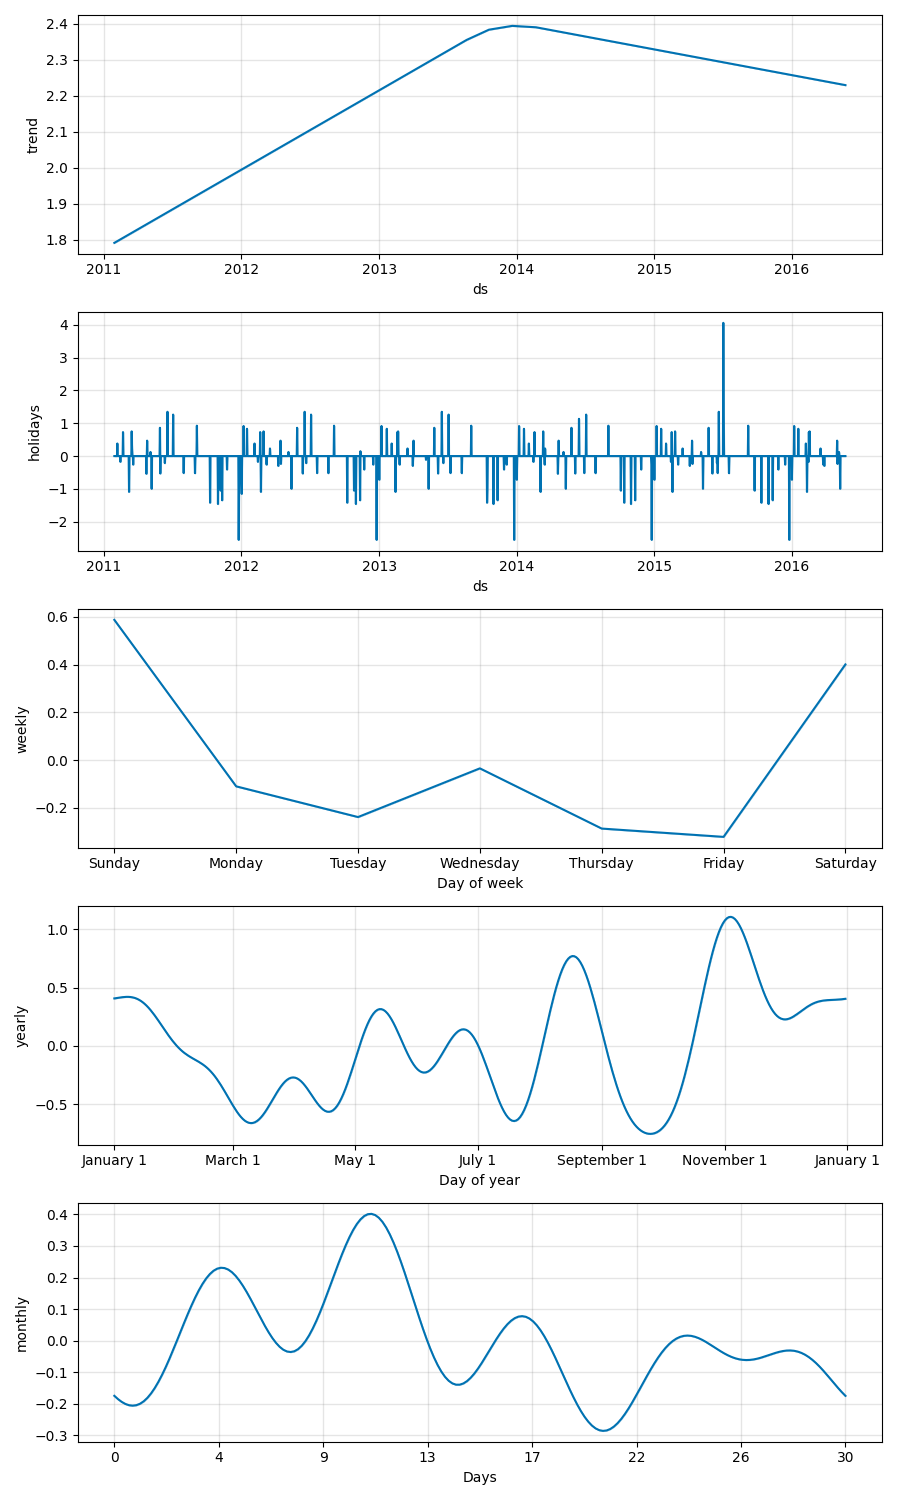 2.4
2.3
2.2
2.1
2.0
1.9
1.8
trend
2011 2012 2013 2014 2015 2016
ds
4
3
2
1
0
−1
−2
holidays
2011 2012 2013 2014 2015 2016
ds
0.6
0.4
0.2
0.0
−0.2
weekly
Sunday Monday Tuesday Wednesday Thursday Friday Saturday
Day of week
1.0
0.5
0.0
−0.5
yearly
January 1 March 1 May 1 July 1 September 1 November 1 January 1
Day of year
0.4
0.3
0.2
0.1
0.0
−0.1
−0.2
−0.3
monthly
0 4 9 13 17 22 26 30
Days